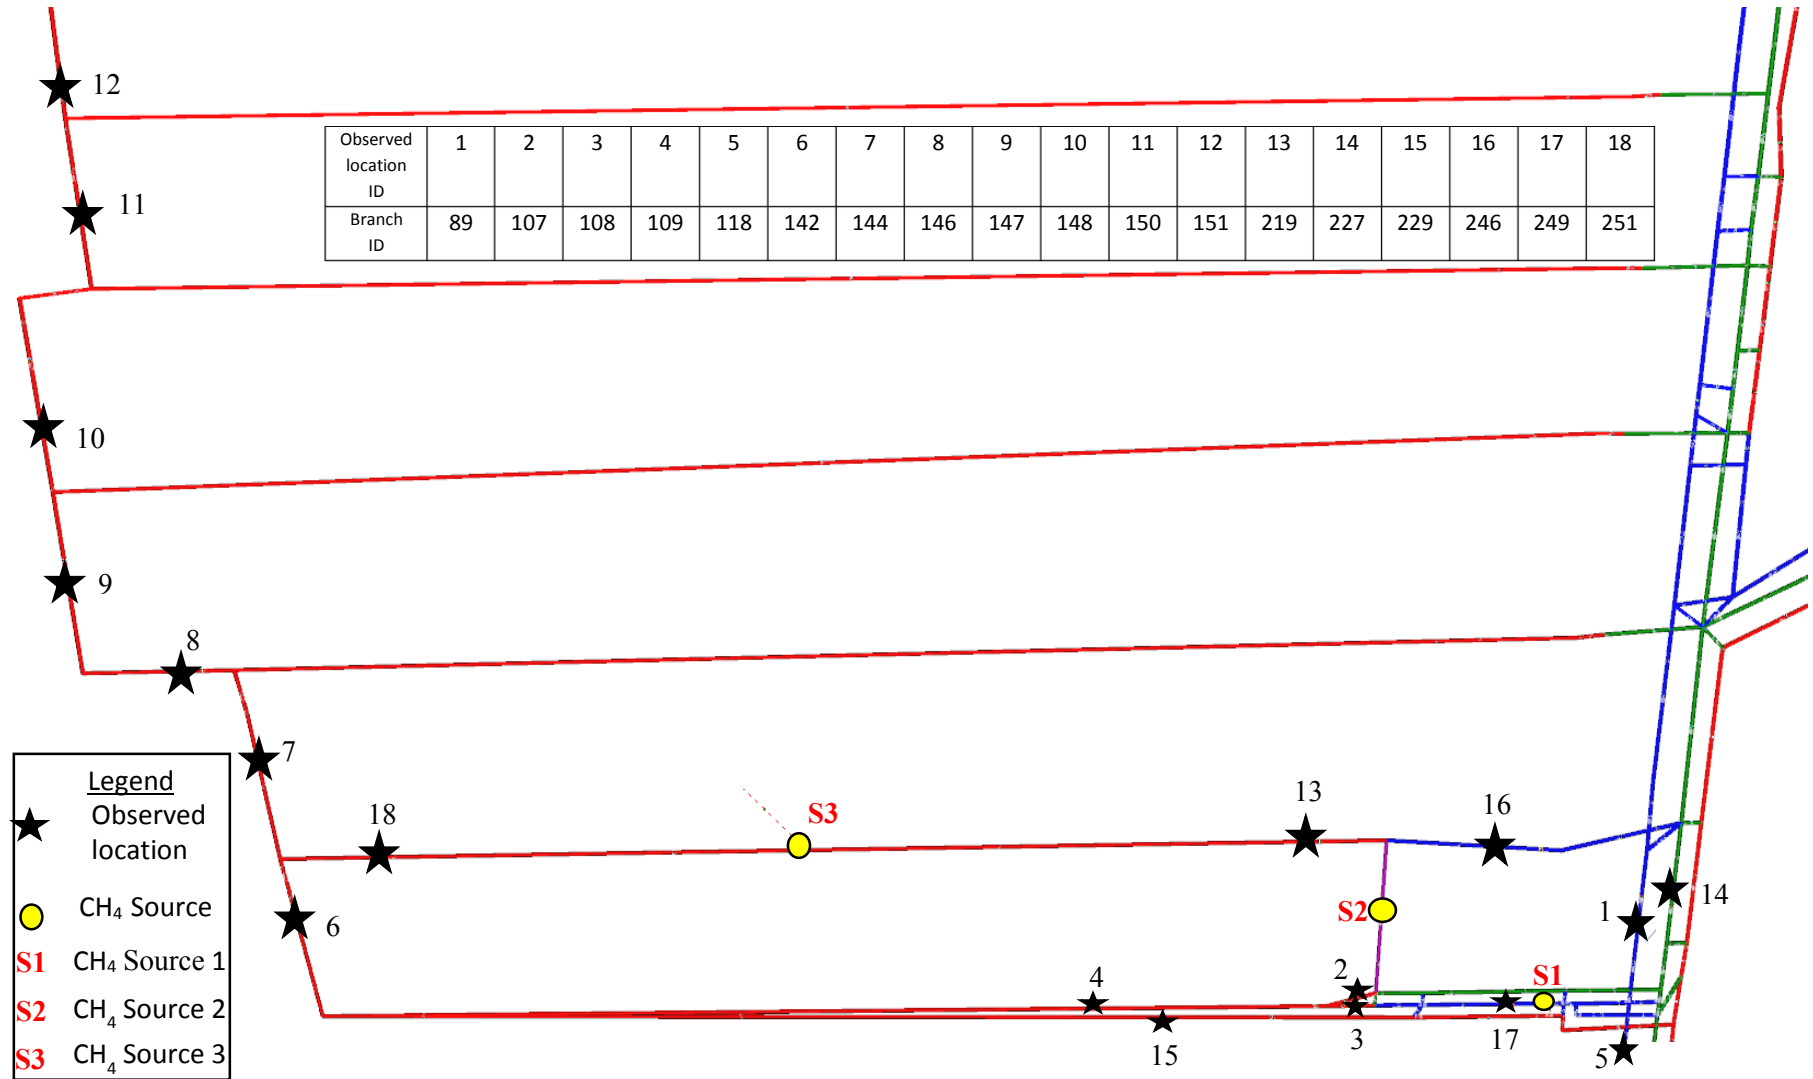 12
Observed location ID 1 2 3 4 5 6 7 8 9 10 11 12 13 14 15 16 17 18
Branch ID 89 107 108 109 118 142 144 146 147 148 150 151 219 227 229 246 249 251
11
10
9
8
7
18
S3
13
16
14
1
S2
6
4
2
S1
15
3
17
5
Legend
Observed location
CH₄ Source
S1 CH₄ Source 1
S2 CH₄ Source 2
S3 CH₄ Source 3